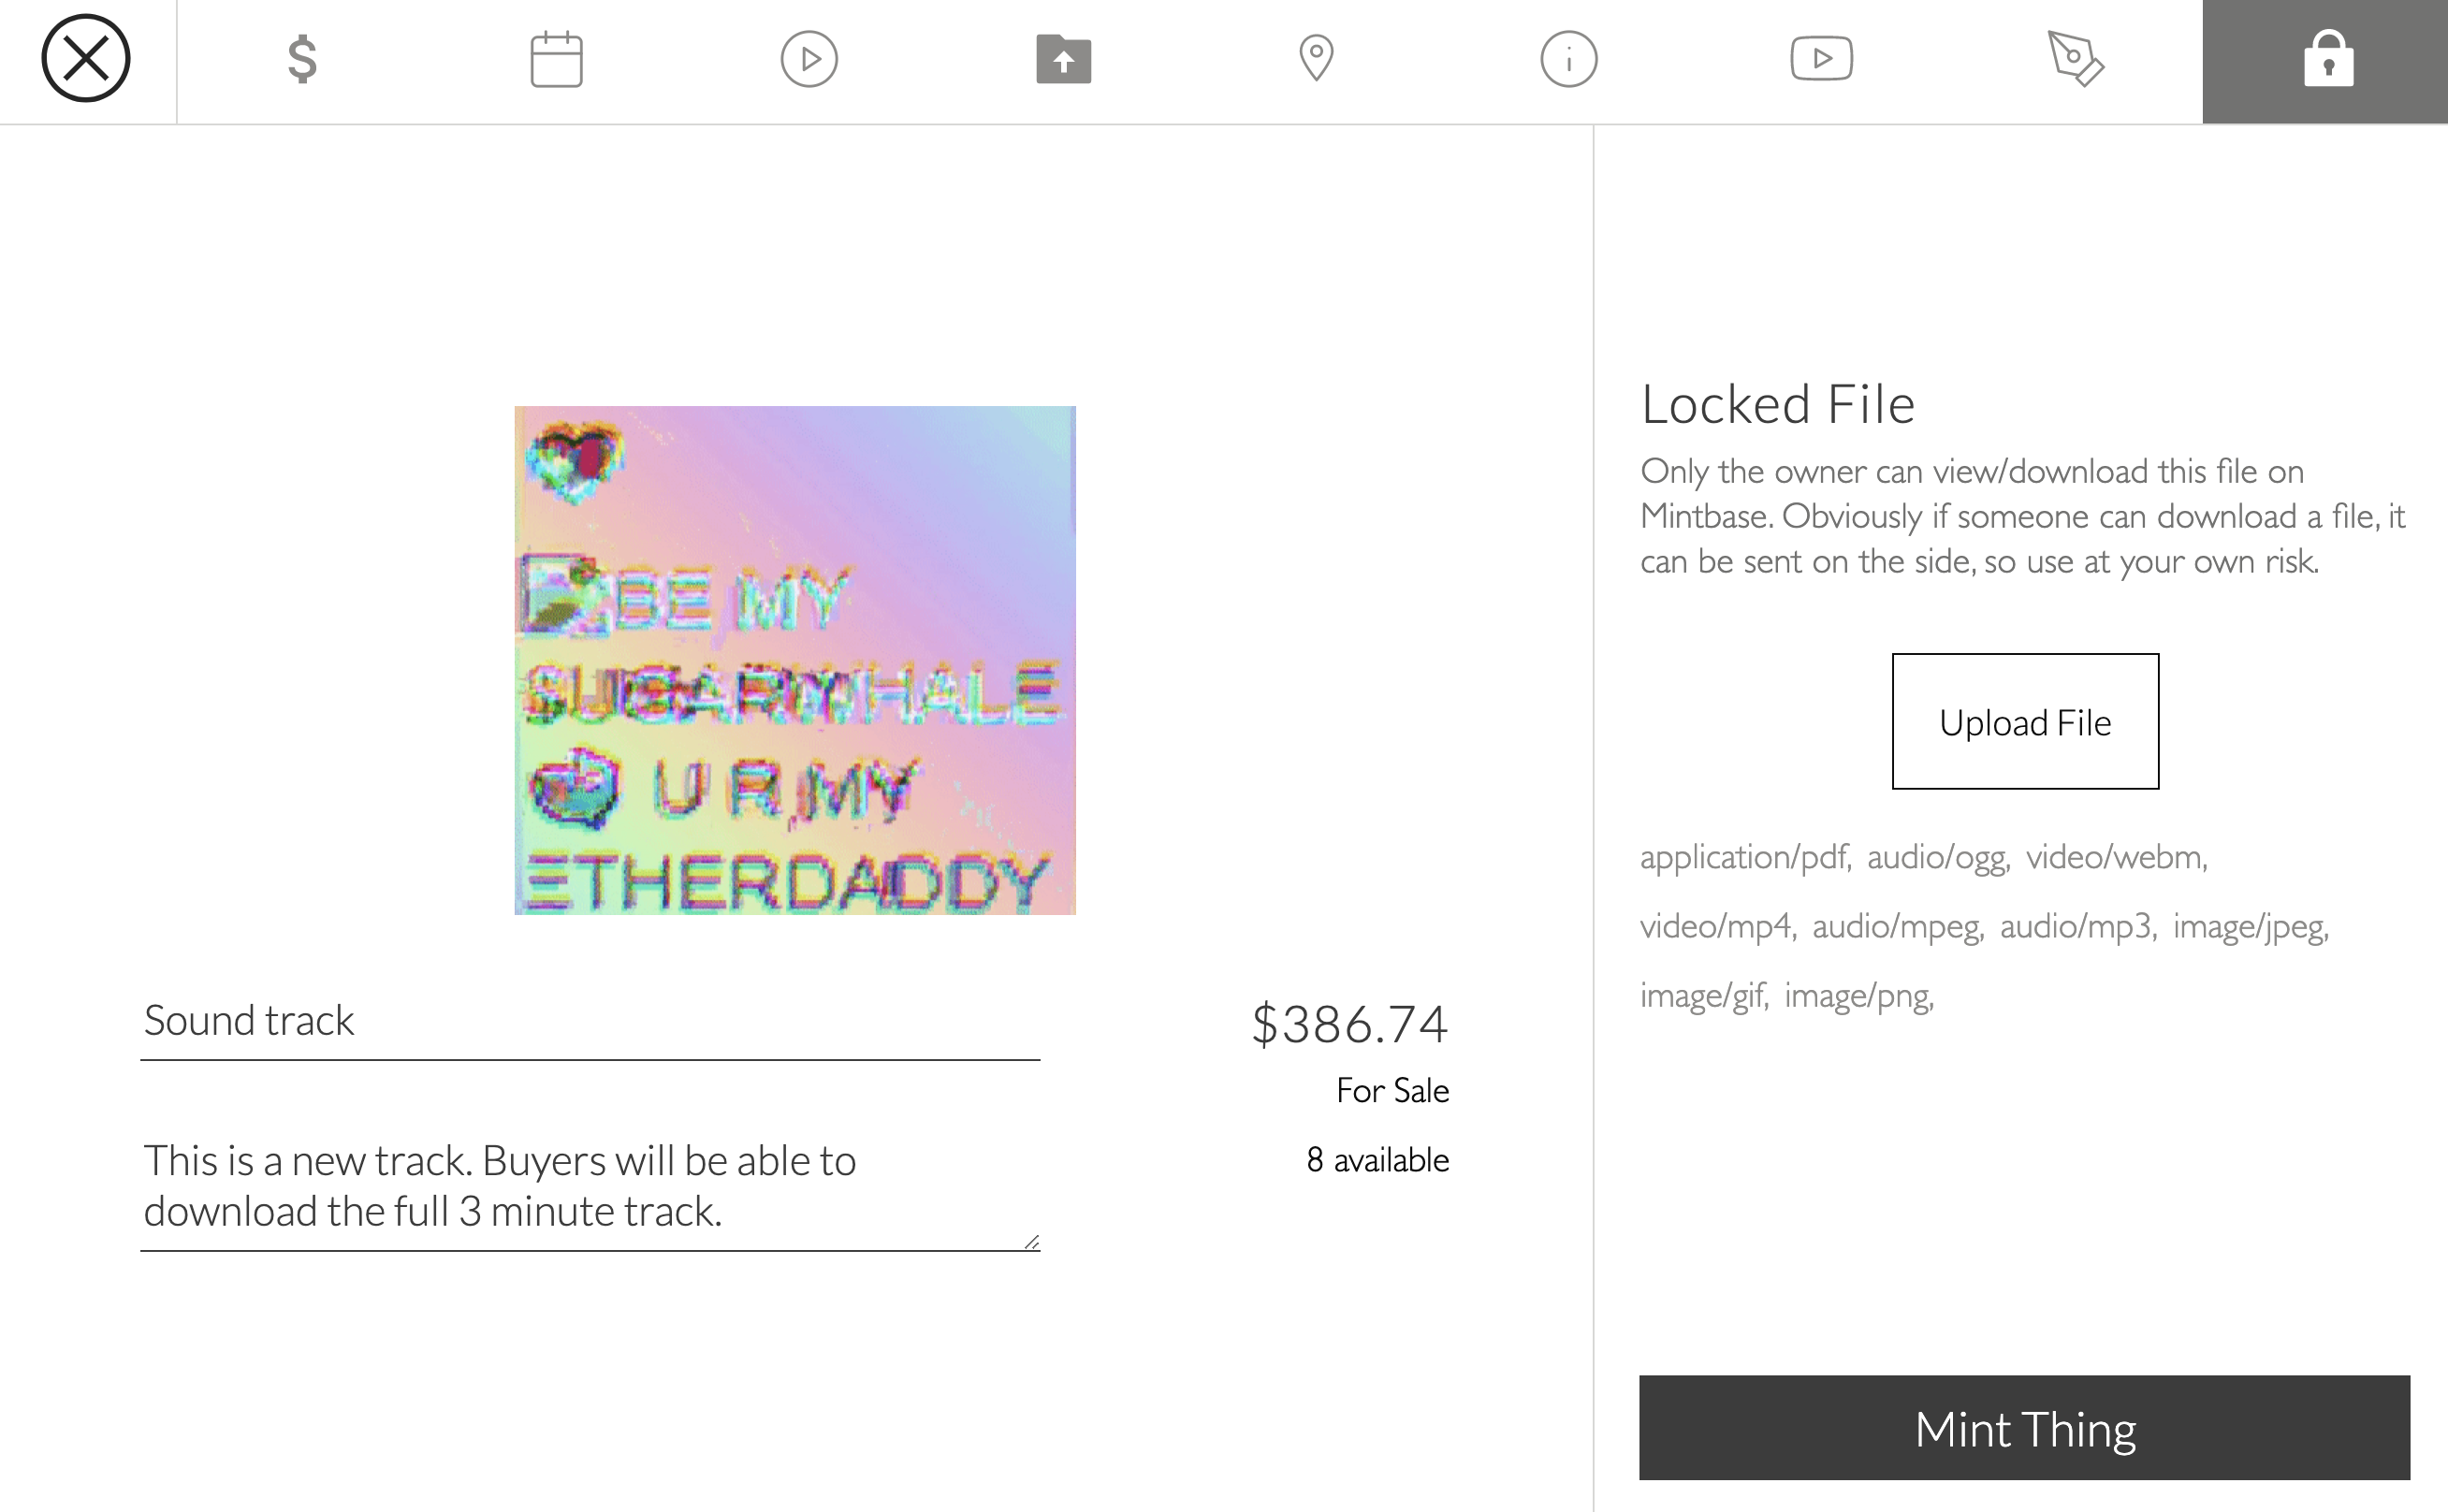 BE MY
SUGARWHALE
U R MY
ETHERDADDY
Sound track
$386.74
For Sale
This is a new track. Buyers will be able to
download the full 3 minute track.
8 available
Locked File
Only the owner can view/download this file on
Mintbase. Obviously if someone can download a file, it
can be sent on the side, so use at your own risk.
Upload File
application/pdf, audio/ogg, video/webm,
video/mp4, audio/mpeg, audio/mp3, image/jpeg,
image/gif, image/png,
Mint Thing